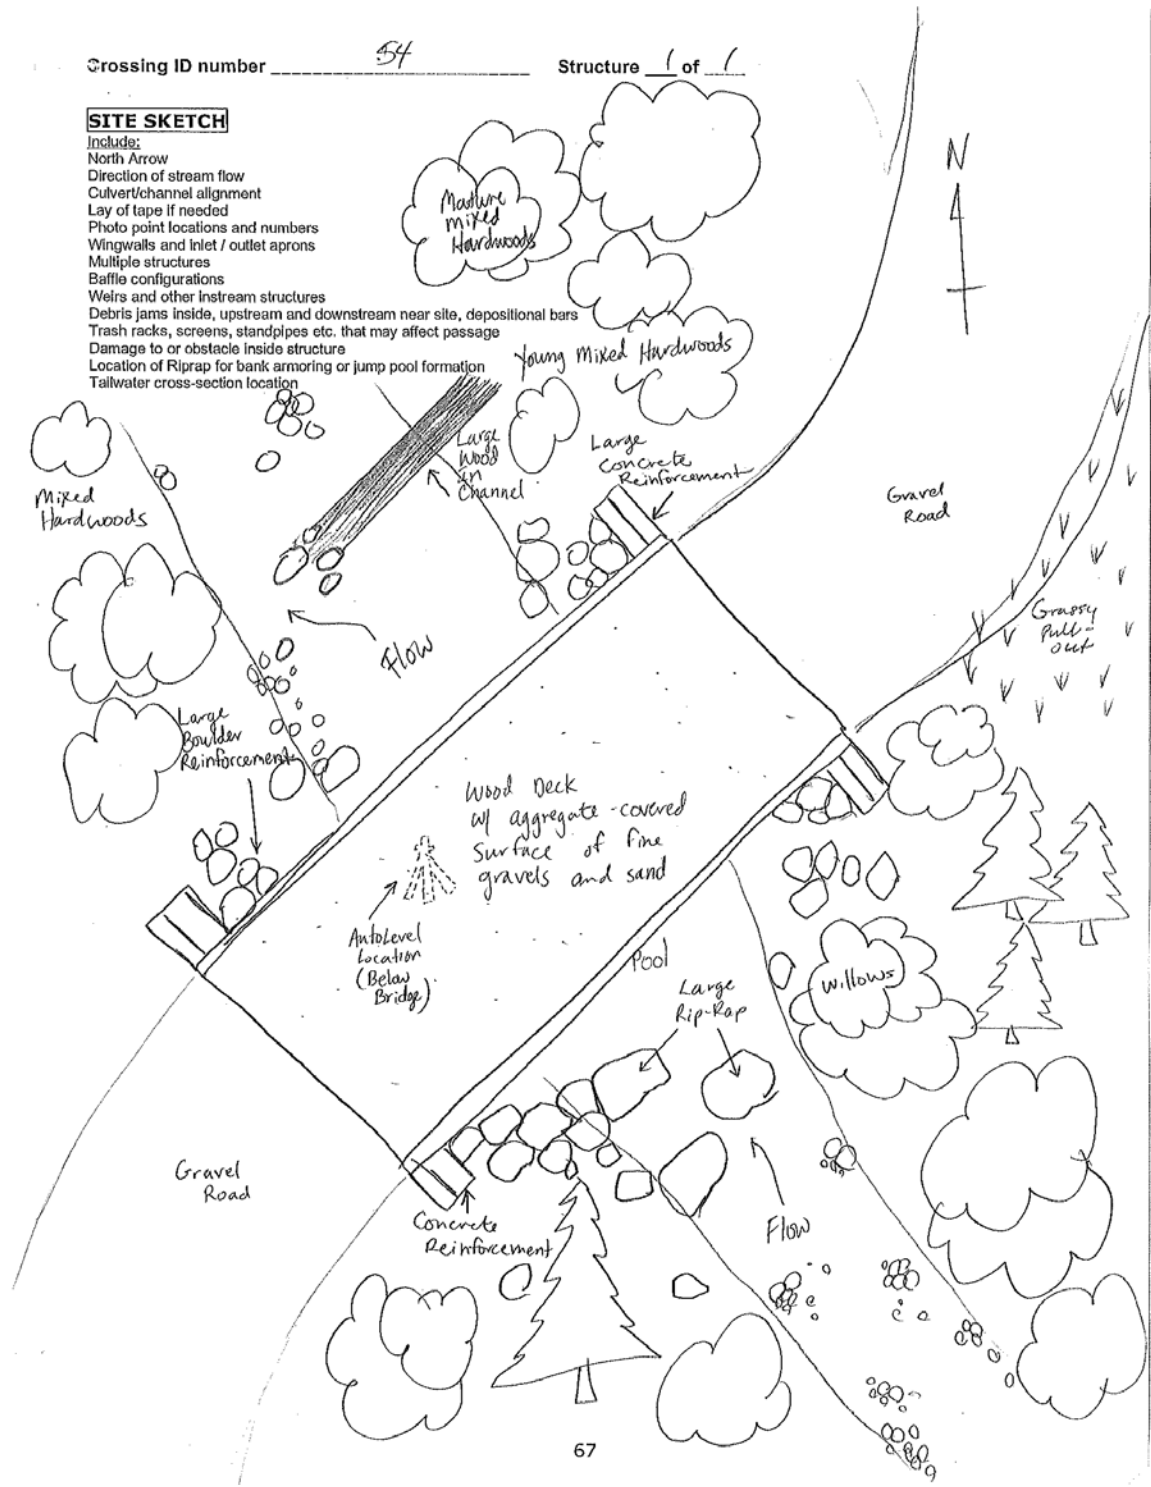 Crossing ID number 54 Structure 1 of 1
SITE SKETCH
Include:
North Arrow
Direction of stream flow
Culvert/channel alignment
Lay of tape if needed
Photo point locations and numbers
Wingwalls and inlet / outlet aprons
Multiple structures
Baffle configurations
Weirs and other instream structures
Debris jams inside, upstream and downstream near site, depositional bars
Trash racks, screens, standpipes etc. that may affect passage
Damage to or obstacle inside structure
Location of Riprap for bank armoring or jump pool formation
Tailwater cross-section location
N
Mature
Mixed
Hardwoods
Young Mixed Hardwoods
Large
Wood
in
Channel
Large
Concrete
Reinforcement
Mixed
Hardwoods
Gravel
Road
Grassy
Pull-
out
Flow
Large
Boulder
Reinforcement
Wood Deck
w/ aggregate-covered
surface of fine
gravels and sand
AutoLevel
Location
(Below
Bridge)
Pool
Large
Rip-Rap
Willows
Gravel
Road
Concrete
Reinforcement
Flow
67